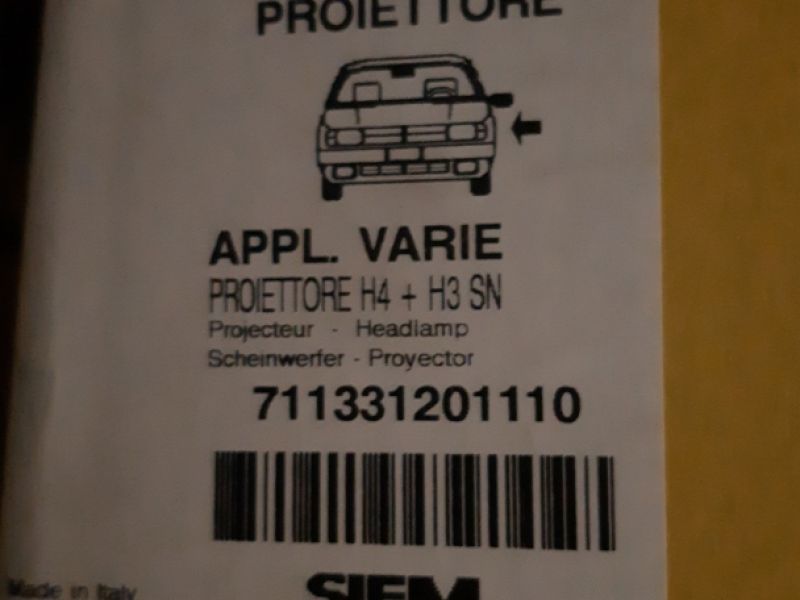 PROIETTORE
APPL. VARIE
PROIETTORE H4 + H3 SN
Projecteur - Headlamp
Scheinwerfer - Proyector
711331201110
Made in Italy
SIEM